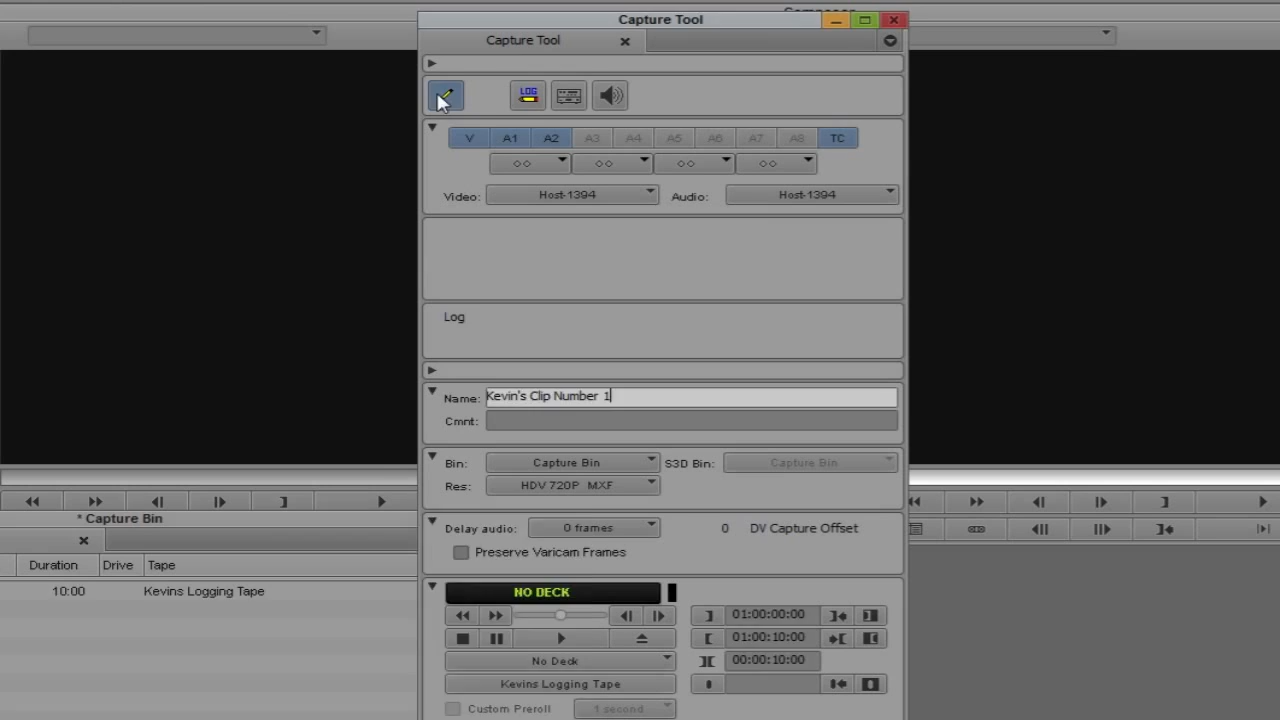 Composer
Capture Tool
Capture Tool
LOG
V A1 A2 A3 A4 A5 A6 A7 A8 TC
Video: Host-1394 Audio: Host-1394
Log
Name: Kevin's Clip Number 1
Cmnt:
Bin: Capture Bin S3D Bin: Capture Bin
Res: HDV 720P MXF
* Capture Bin
Delay audio: 0 frames 0 DV Capture Offset
Preserve Varicam Frames
Duration Drive Tape
10:00 Kevins Logging Tape
NO DECK
01:00:00:00
01:00:10:00
00:00:10:00
No Deck
Kevins Logging Tape
Custom Preroll 1 second